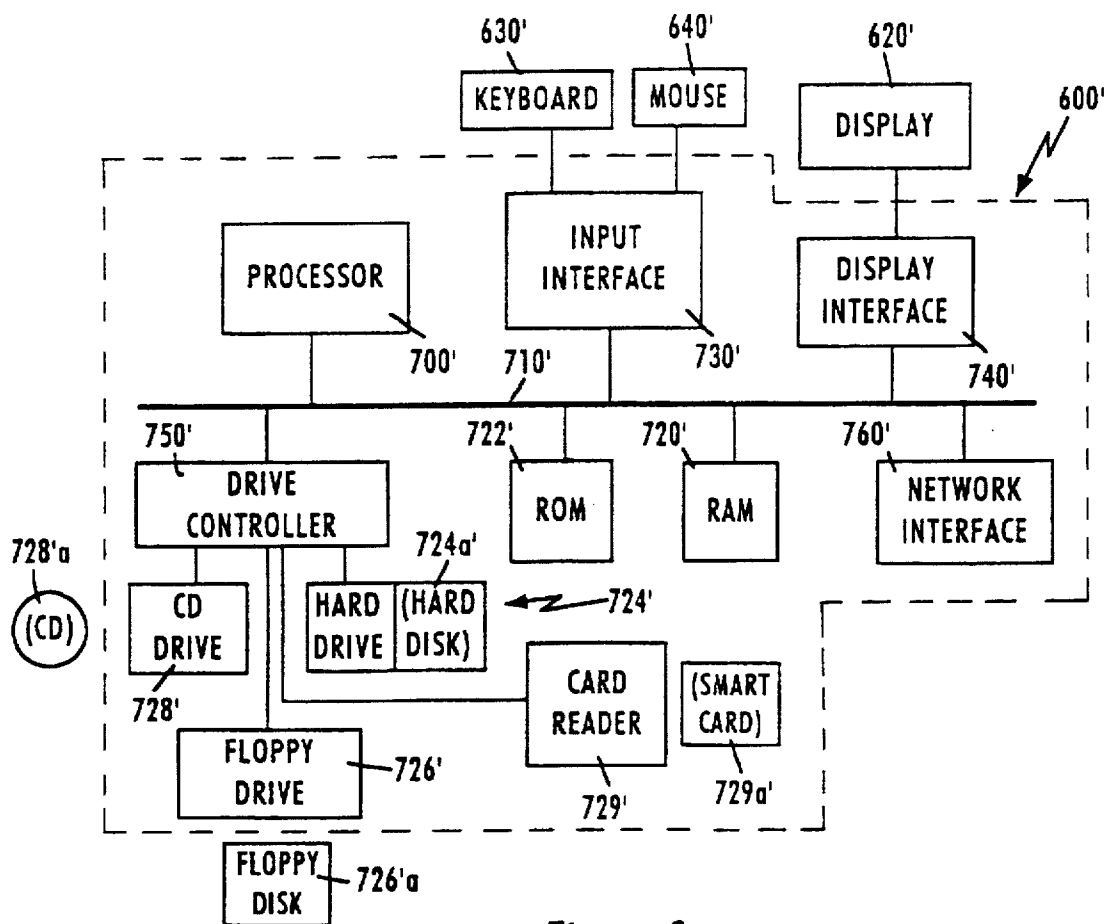 630'
640'
620'
600'
KEYBOARD
MOUSE
DISPLAY
PROCESSOR
700'
INPUT
INTERFACE
730'
DISPLAY
INTERFACE
740'
710'
750'
722'
720'
760'
DRIVE
CONTROLLER
ROM
RAM
NETWORK
INTERFACE
728'a
(CD)
CD
DRIVE
728'
724a'
HARD
DRIVE
(HARD
DISK)
724'
CARD
READER
729'
(SMART
CARD)
729a'
FLOPPY
DRIVE
726'
FLOPPY
DISK
726'a